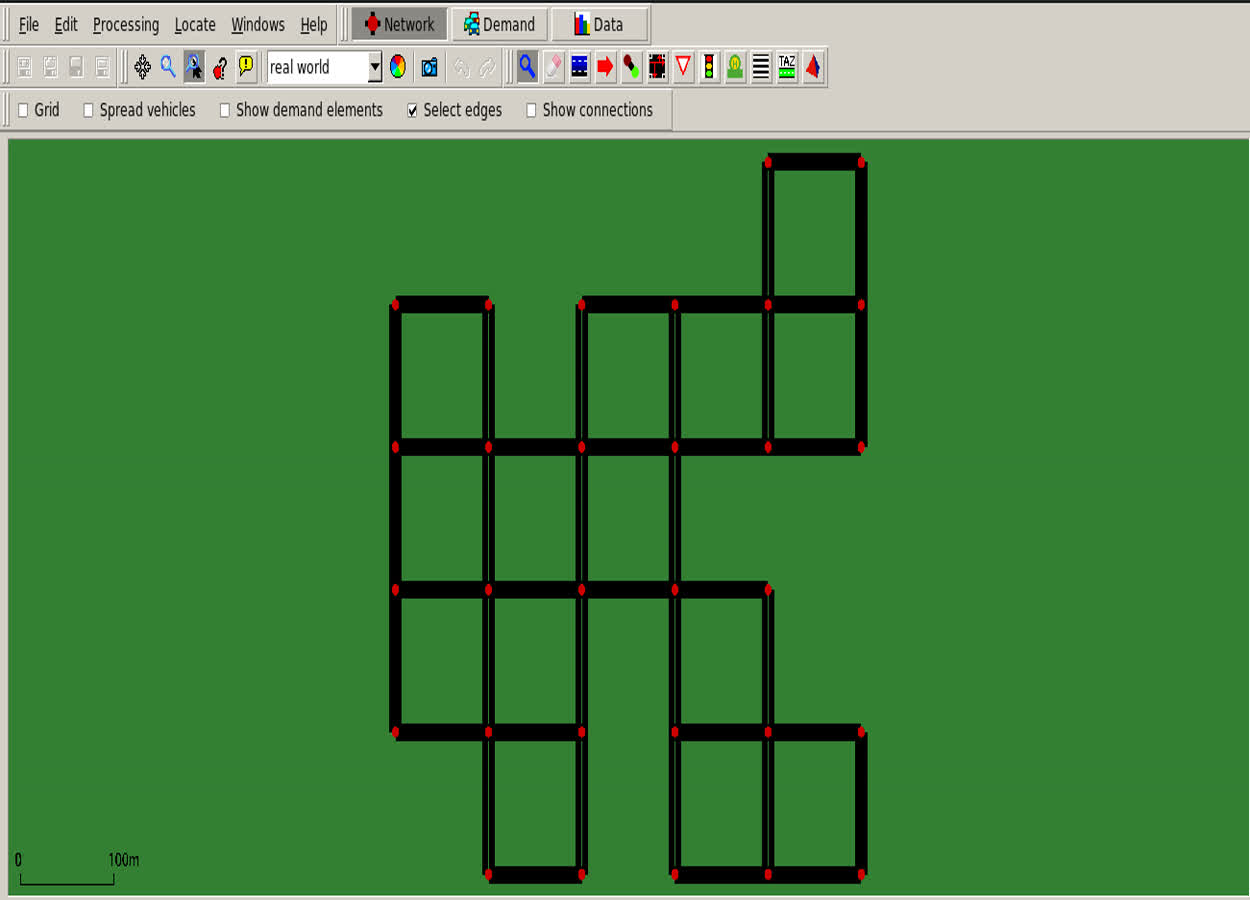 File Edit Processing Locate Windows Help Network Demand Data
real world TAZ
Grid Spread vehicles Show demand elements Select edges Show connections
0 100m